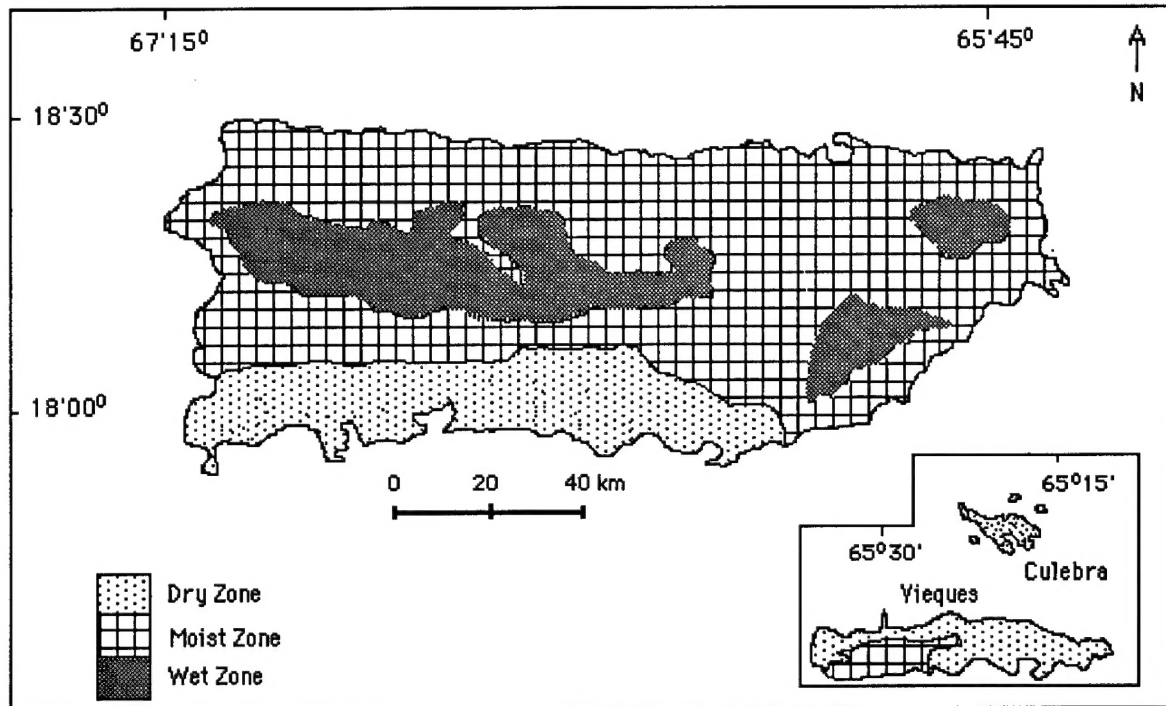 67'15⁰
65'45⁰
N
18'30⁰
18'00⁰
0 20 40 km
65⁰15'
65⁰30'
Culebra
Vieques
Dry Zone
Moist Zone
Wet Zone